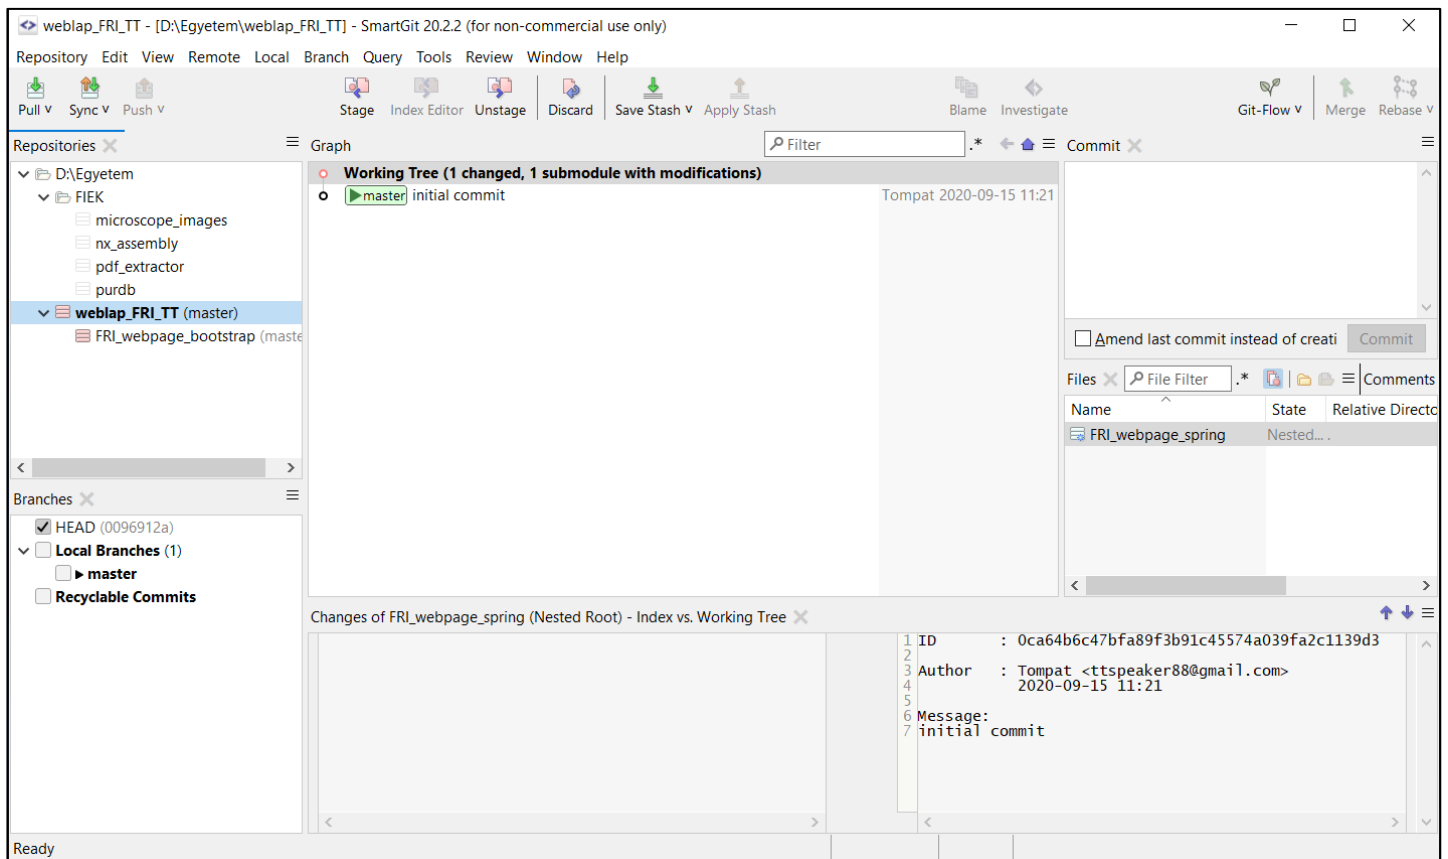 weblap_FRI_TT - [D:\Egyetem\weblap_FRI_TT] - SmartGit 20.2.2 (for non-commercial use only)
Repository Edit View Remote Local Branch Query Tools Review Window Help
Pull Sync Push Stage Index Editor Unstage Discard Save Stash Apply Stash Blame Investigate Git-Flow Merge Rebase
Repositories
D:\Egyetem
FIEK
microscope_images
nx_assembly
pdf_extractor
purdb
weblap_FRI_TT (master)
FRI_webpage_bootstrap (maste
Branches
HEAD (0096912a)
Local Branches (1)
master
Recyclable Commits
Graph
Filter
.*
Working Tree (1 changed, 1 submodule with modifications)
master initial commit Tompat 2020-09-15 11:21
Commit
Amend last commit instead of creati Commit
Files File Filter .* Comments
Name State Relative Directo
FRI_webpage_spring Nested... .
Changes of FRI_webpage_spring (Nested Root) - Index vs. Working Tree
1 ID : 0ca64b6c47bfa89f3b91c45574a039fa2c1139d3
2
3 Author : Tompat <ttspeaker88@gmail.com>
4 2020-09-15 11:21
5
6 Message:
7 initial commit
Ready